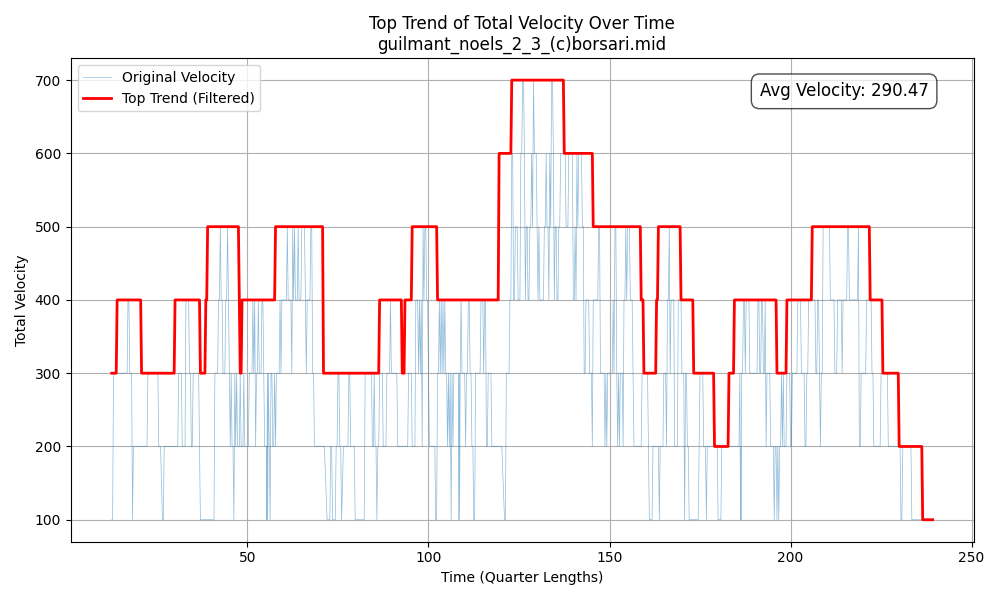 Top Trend of Total Velocity Over Time
guilmant_noels_2_3_(c)borsari.mid
Original Velocity
Top Trend (Filtered)
Avg Velocity: 290.47
Total Velocity
700
600
500
400
300
200
100
50
100
150
200
250
Time (Quarter Lengths)